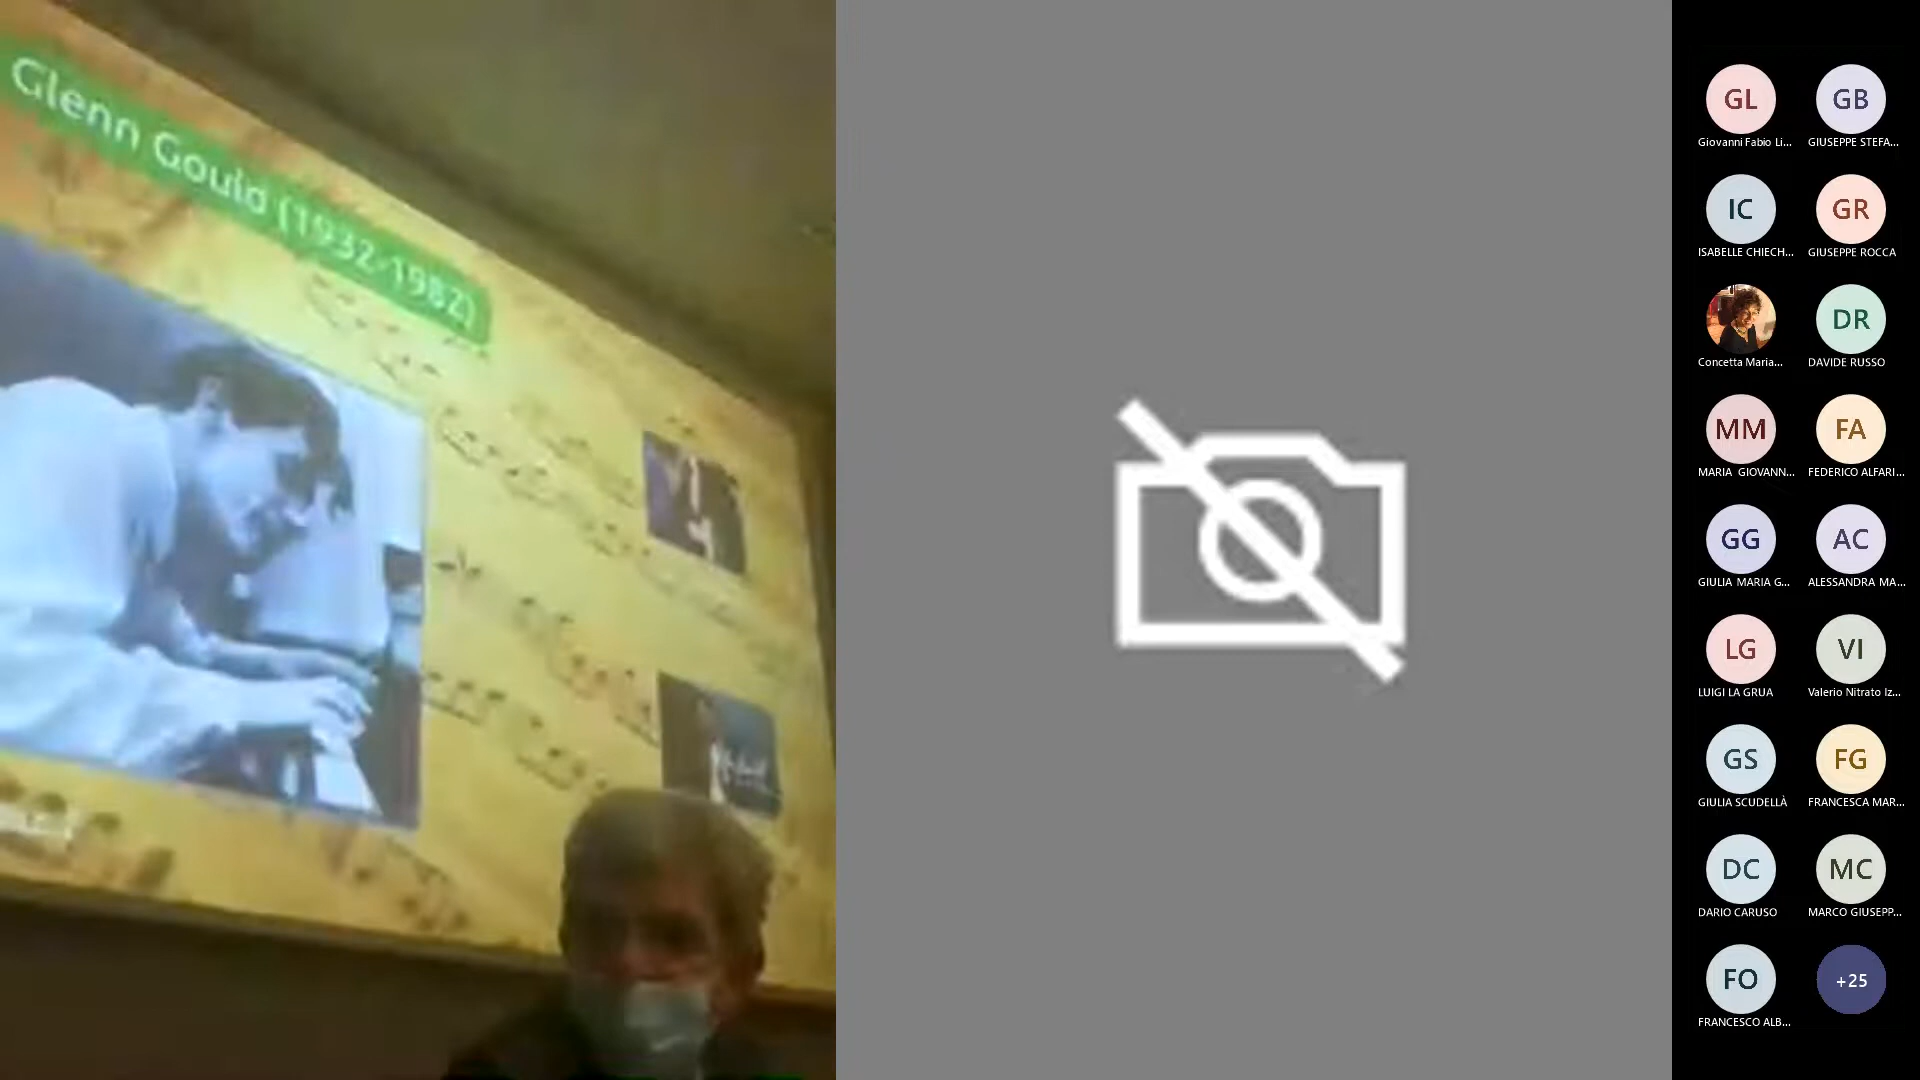 Glenn Gould (1932-1982)
GL
Giovanni Fabio Li...
GB
GIUSEPPE STEFA...
IC
ISABELLE CHIECH...
GR
GIUSEPPE ROCCA
Concetta Maria...
DR
DAVIDE RUSSO
MM
MARIA GIOVANN...
FA
FEDERICO ALFARI...
GG
GIULIA MARIA G...
AC
ALESSANDRA MA...
LG
LUIGI LA GRUA
VI
Valerio Nitrato Iz...
GS
GIULIA SCUDELLÀ
FG
FRANCESCA MAR...
DC
DARIO CARUSO
MC
MARCO GIUSEPP...
FO
FRANCESCO ALB...
+25